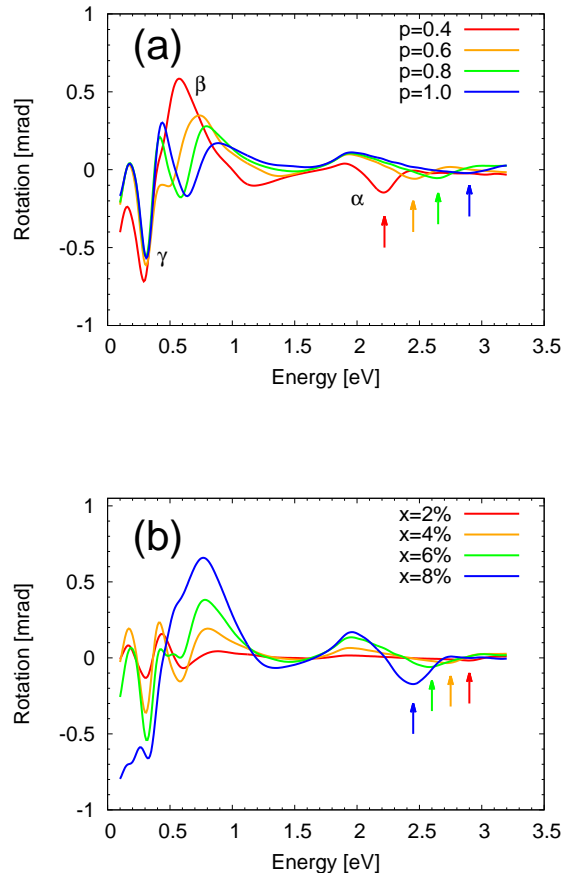 (a)
p=0.4
p=0.6
p=0.8
p=1.0
β
α
γ
Rotation [mrad]
1
0.5
0
-0.5
-1
0 0.5 1 1.5 2 2.5 3 3.5
Energy [eV]
(b)
x=2%
x=4%
x=6%
x=8%
Rotation [mrad]
1
0.5
0
-0.5
-1
0 0.5 1 1.5 2 2.5 3 3.5
Energy [eV]